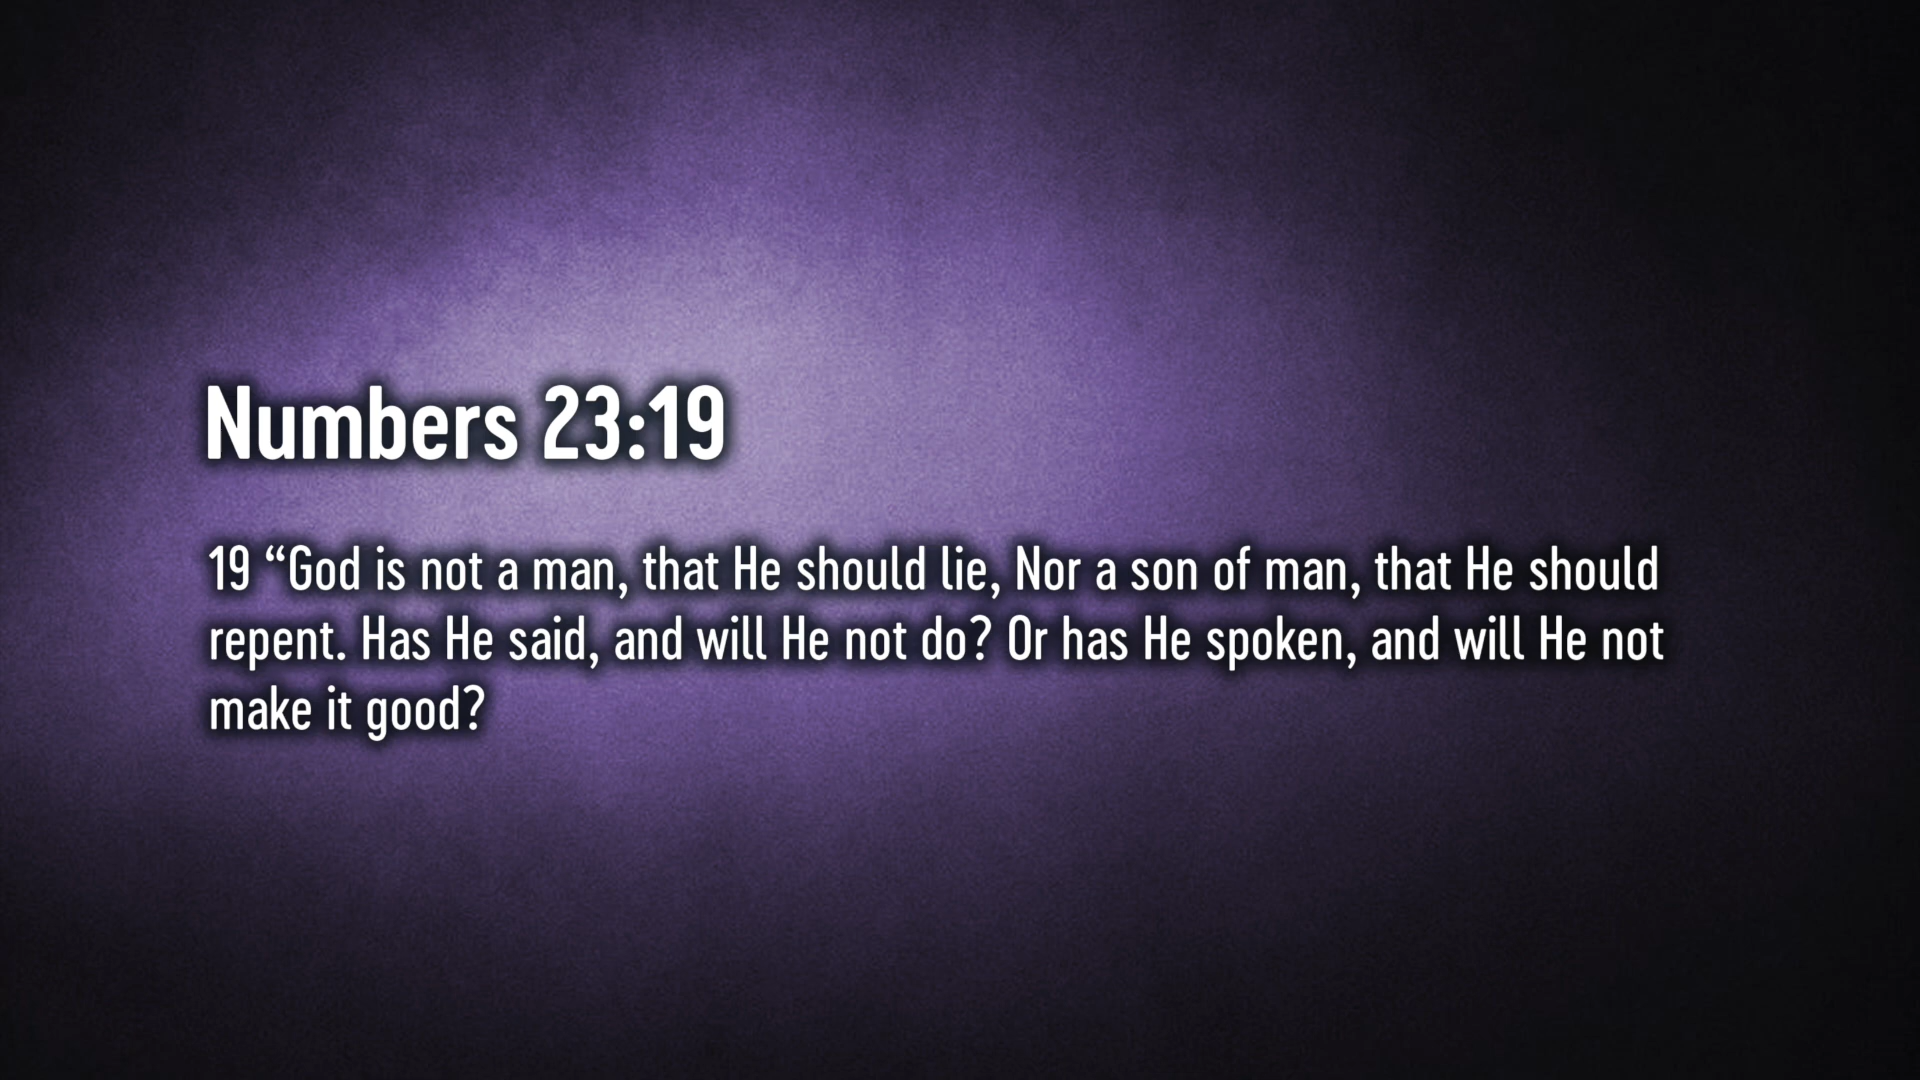 Numbers 23:19
19 “God is not a man, that He should lie, Nor a son of man, that He should
repent. Has He said, and will He not do? Or has He spoken, and will He not
make it good?